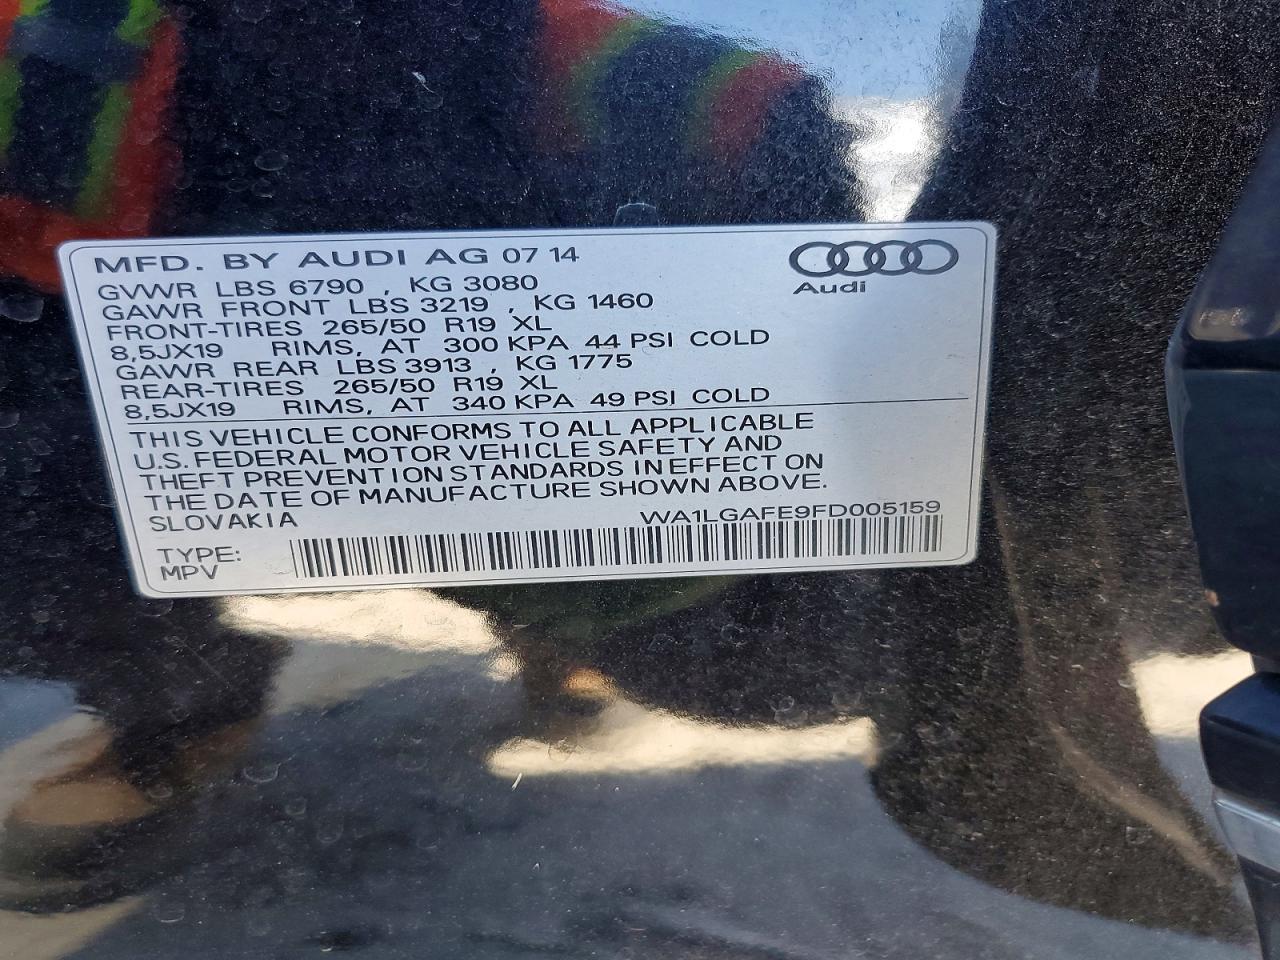 MFD. BY AUDI AG 07 14
Audi
GVWR LBS 6790 , KG 3080
GAWR FRONT LBS 3219 , KG 1460
FRONT-TIRES 265/50 R19 XL
8,5JX19 RIMS, AT 300 KPA 44 PSI COLD
GAWR REAR LBS 3913 , KG 1775
REAR-TIRES 265/50 R19 XL
8,5JX19 RIMS, AT 340 KPA 49 PSI COLD
THIS VEHICLE CONFORMS TO ALL APPLICABLE
U.S. FEDERAL MOTOR VEHICLE SAFETY AND
THEFT PREVENTION STANDARDS IN EFFECT ON
THE DATE OF MANUFACTURE SHOWN ABOVE.
SLOVAKIA WA1LGAFE9FD005159
TYPE:
MPV